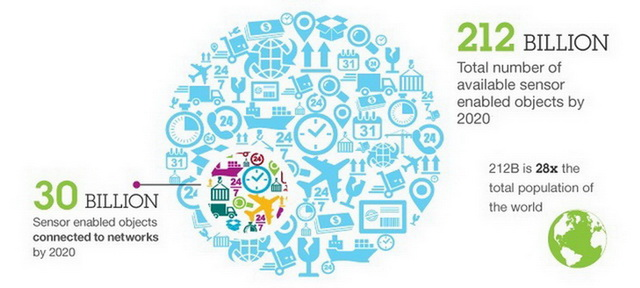 212 BILLION
Total number of
available sensor
enabled objects by
2020
212B is 28x the
total population of
the world
30 BILLION
Sensor enabled objects
connected to networks
by 2020